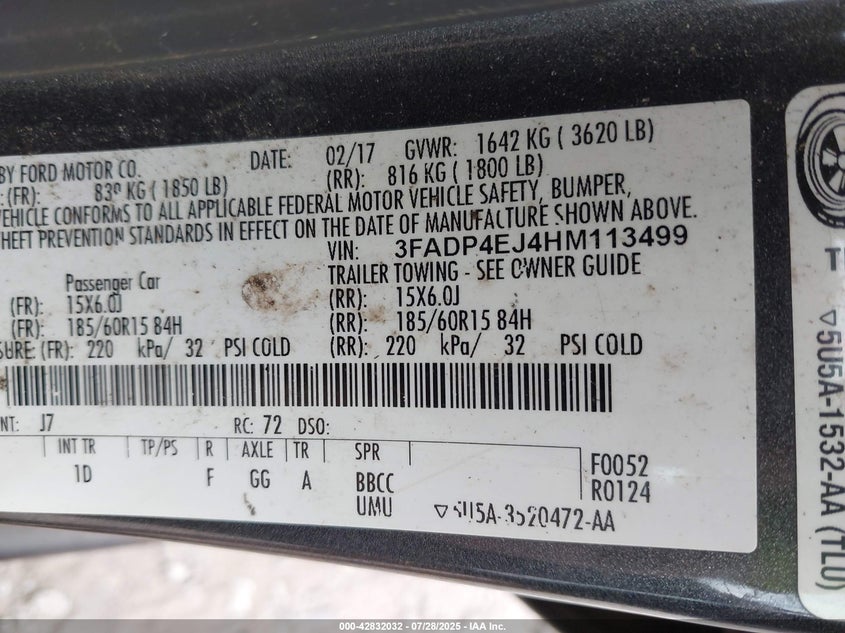 BY FORD MOTOR CO. DATE: 02/17 GVWR: 1642 KG ( 3620 LB)
(FR): 839 KG ( 1850 LB) (RR): 816 KG ( 1800 LB)
VEHICLE CONFORMS TO ALL APPLICABLE FEDERAL MOTOR VEHICLE SAFETY, BUMPER,
THEFT PREVENTION STANDARDS IN EFFECT ON THE DATE OF MANUFACTURE SHOWN ABOVE.
VIN: 3FADP4EJ4HM113499
Passenger Car TRAILER TOWING - SEE OWNER GUIDE
(FR): 15X6.0J (RR): 15X6.0J
(FR): 185/60R15 84H (RR): 185/60R15 84H
(FR): 220 kPa/ 32 PSI COLD (RR): 220 kPa/ 32 PSI COLD
NT: J7 RC: 72 DSO:
INT TR TP/PS R AXLE TR SPR F0052
1D F GG A BBCC R0124
UMU ▽5U5A-3520472-AA
▽5U5A-1532-AA (TLU)
000-42832032 / 07/28/2025 - IAA Inc.